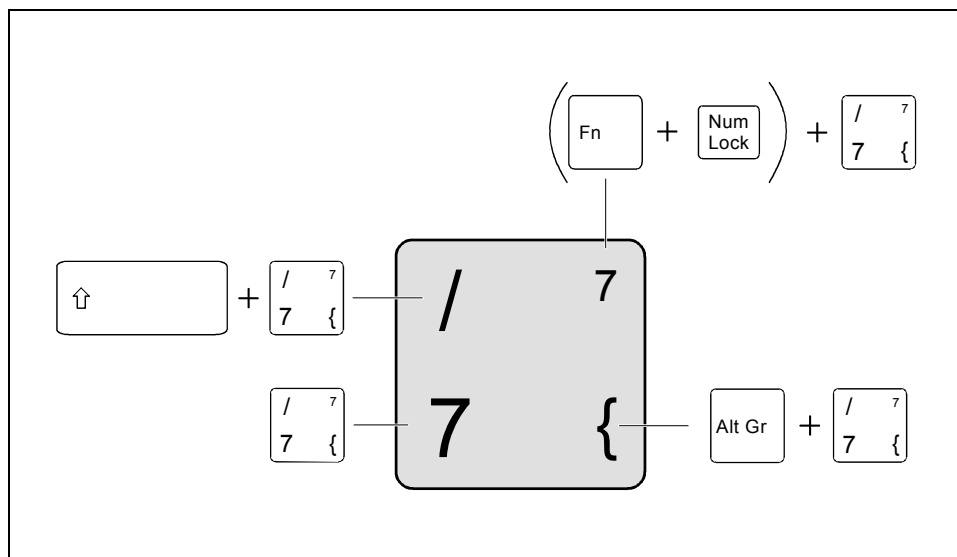 ( Fn + Num Lock ) + / 7 7 {
/ 7
⇧ + / 7 7 {
7 {
/ 7 7 {
Alt Gr + / 7 7 {